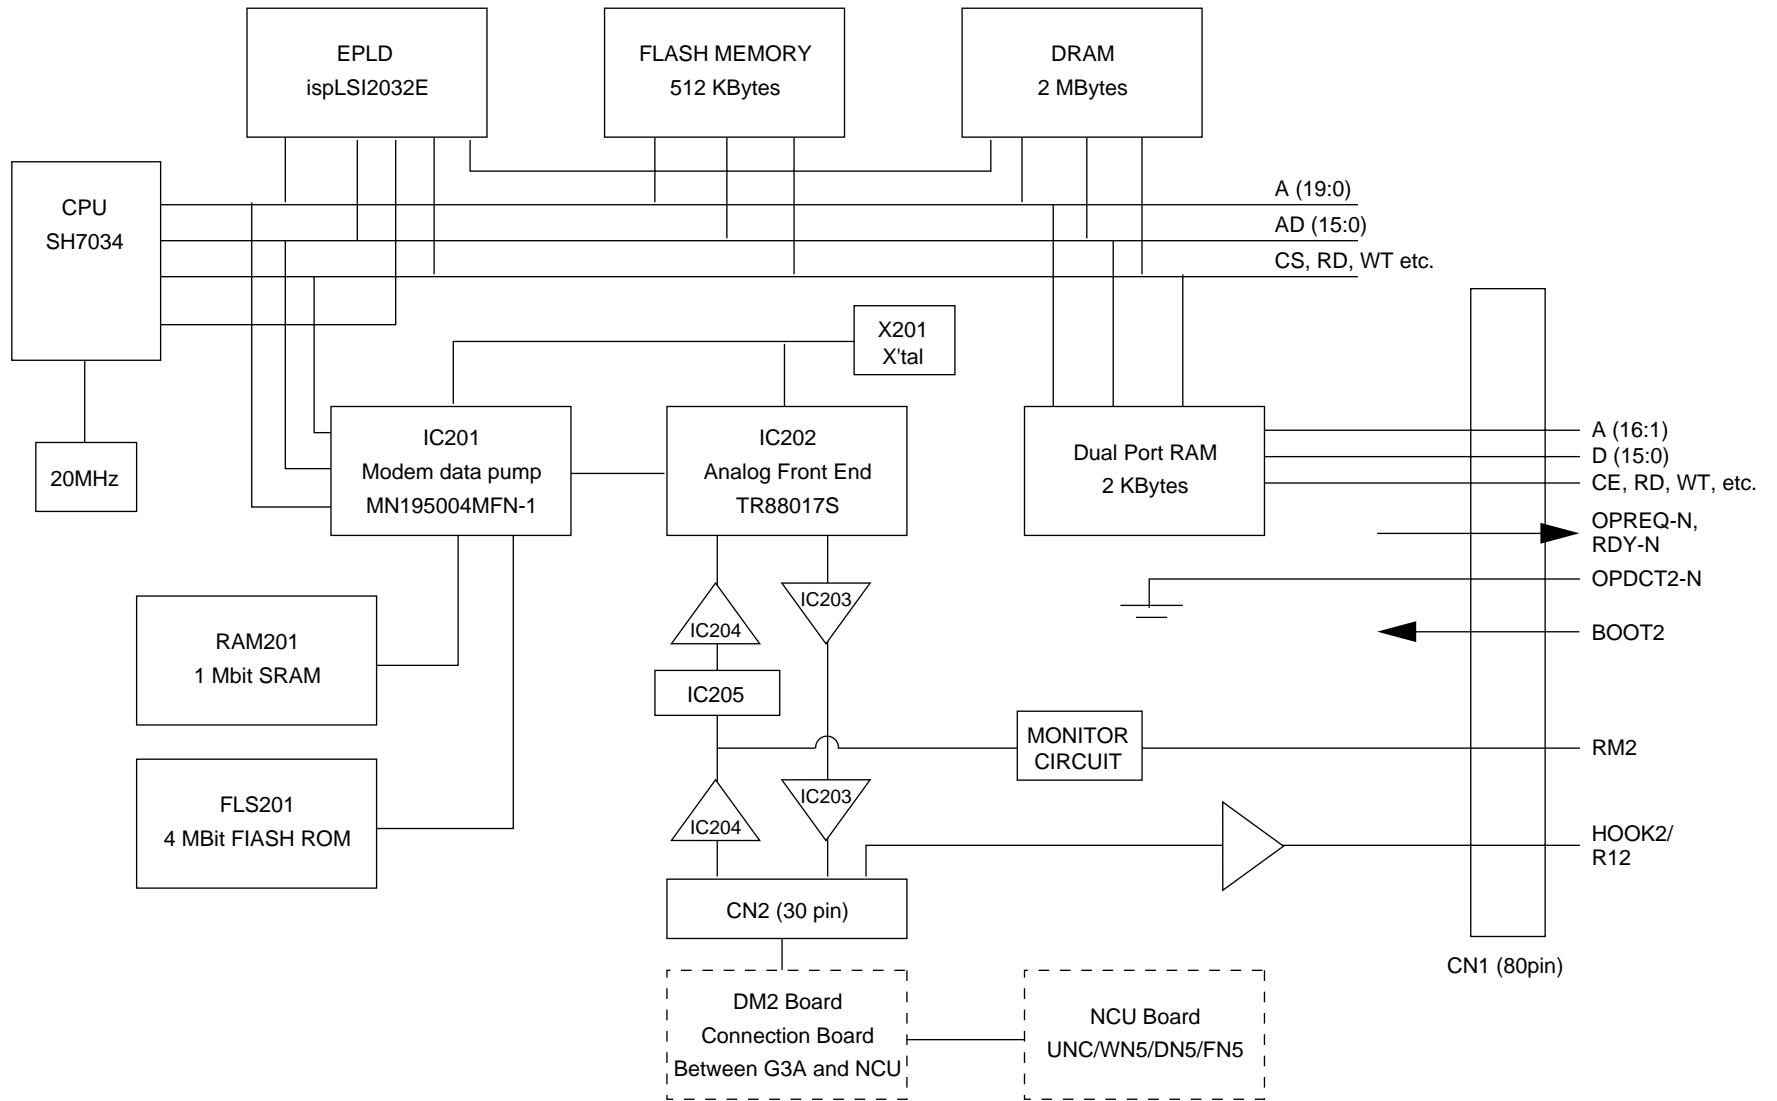 EPLD
ispLSI2032E
FLASH MEMORY
512 KBytes
DRAM
2 MBytes
CPU
SH7034
A (19:0)
AD (15:0)
CS, RD, WT etc.
20MHz
X201
X'tal
IC201
Modem data pump
MN195004MFN-1
IC202
Analog Front End
TR88017S
Dual Port RAM
2 KBytes
A (16:1)
D (15:0)
CE, RD, WT, etc.
OPREQ-N,
RDY-N
OPDCT2-N
BOOT2
RM2
HOOK2/
R12
RAM201
1 Mbit SRAM
FLS201
4 MBit FIASH ROM
IC204
IC203
IC205
IC204
IC203
MONITOR
CIRCUIT
CN2 (30 pin)
CN1 (80pin)
DM2 Board
Connection Board
Between G3A and NCU
NCU Board
UNC/WN5/DN5/FN5